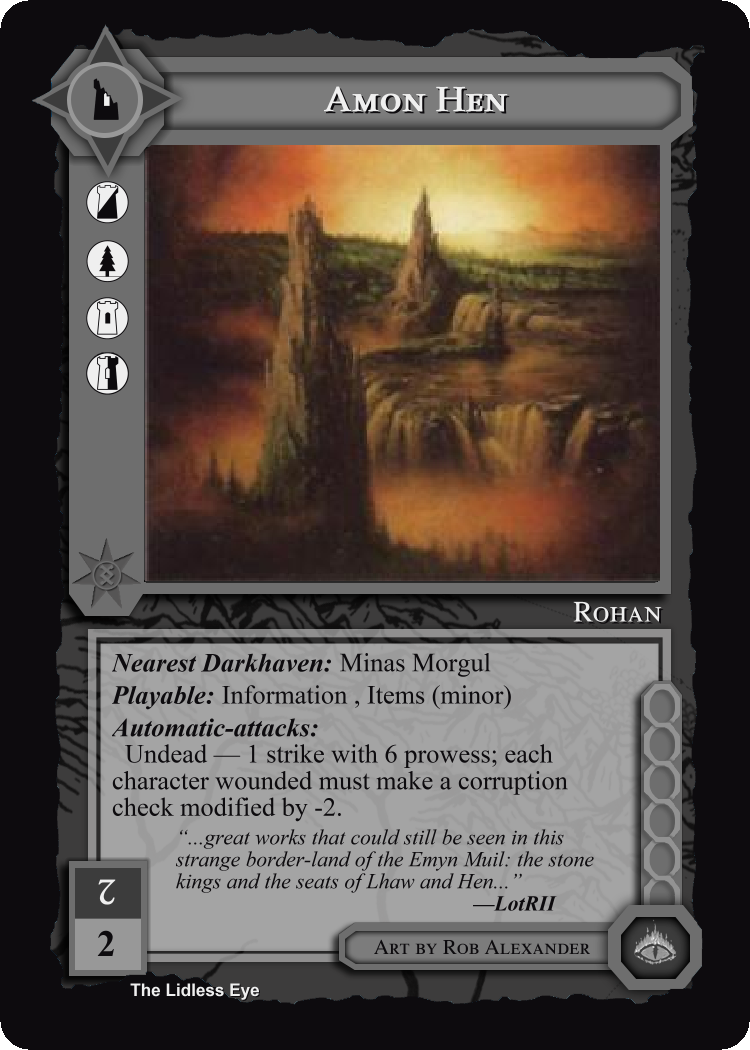 Amon Hen
Rohan
Nearest Darkhaven: Minas Morgul
Playable: Information , Items (minor)
Automatic-attacks:
Undead — 1 strike with 6 prowess; each
character wounded must make a corruption
check modified by -2.
“...great works that could still be seen in this
strange border-land of the Emyn Muil: the stone
kings and the seats of Lhaw and Hen...”
—LotRII
2
2
Art by Rob Alexander
The Lidless Eye